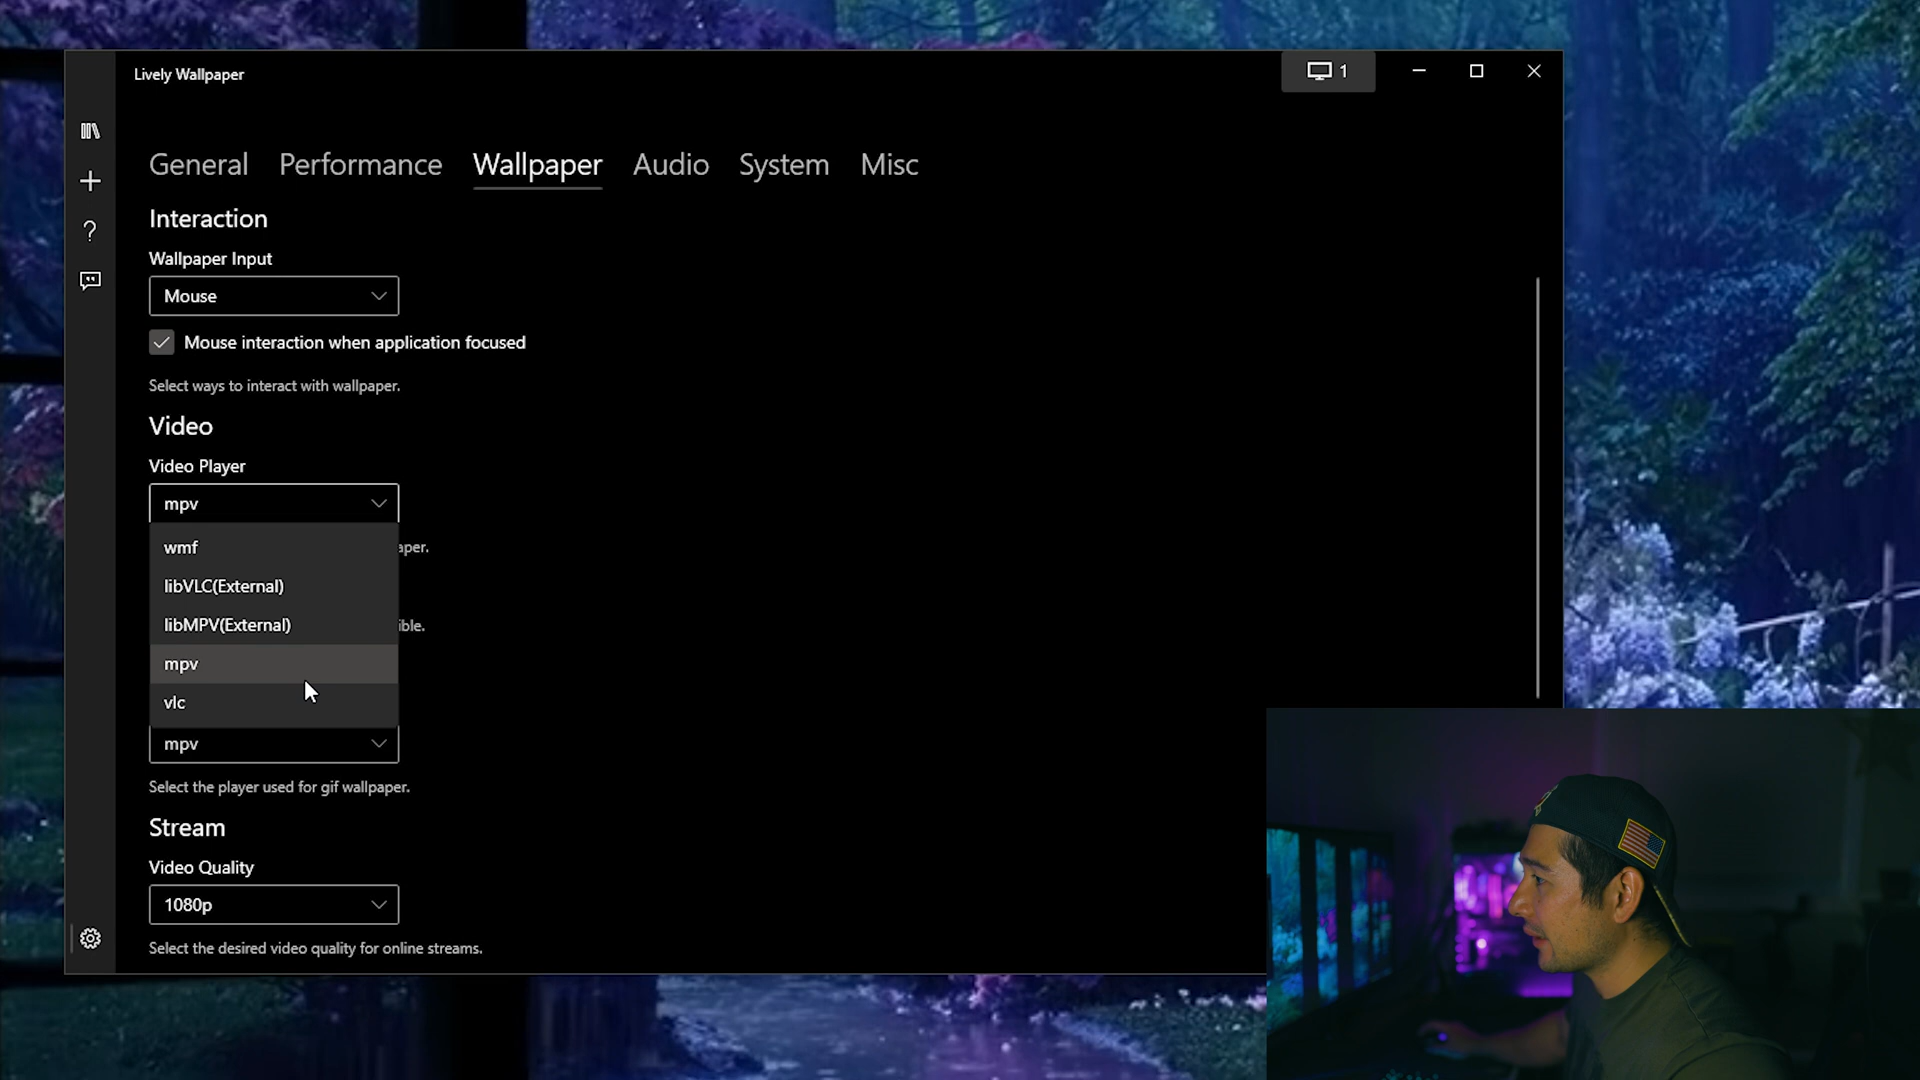 Lively Wallpaper
1
General Performance Wallpaper Audio System Misc
Interaction
Wallpaper Input
Mouse
Mouse interaction when application focused
Select ways to interact with wallpaper.
Video
Video Player
mpv
wmf
aper.
libVLC(External)
libMPV(External)
ible.
mpv
vlc
mpv
Select the player used for gif wallpaper.
Stream
Video Quality
1080p
Select the desired video quality for online streams.